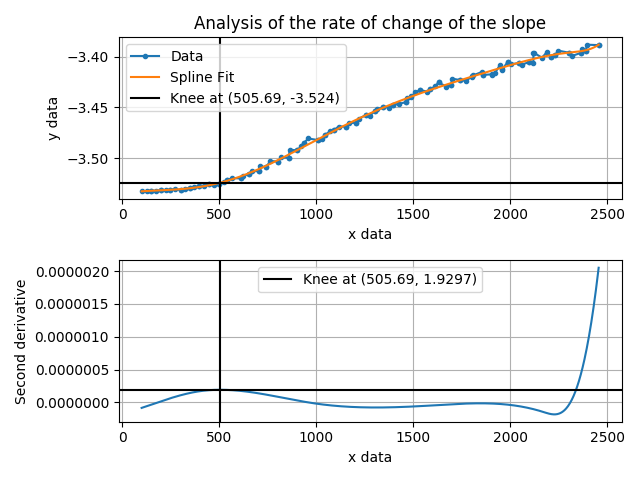 Analysis of the rate of change of the slope
Data
Spline Fit
Knee at (505.69, -3.524)
y data
−3.40
−3.45
−3.50
0 500 1000 1500 2000 2500
x data
Knee at (505.69, 1.9297)
Second derivative
0.0000020
0.0000015
0.0000010
0.0000005
0.0000000
0 500 1000 1500 2000 2500
x data